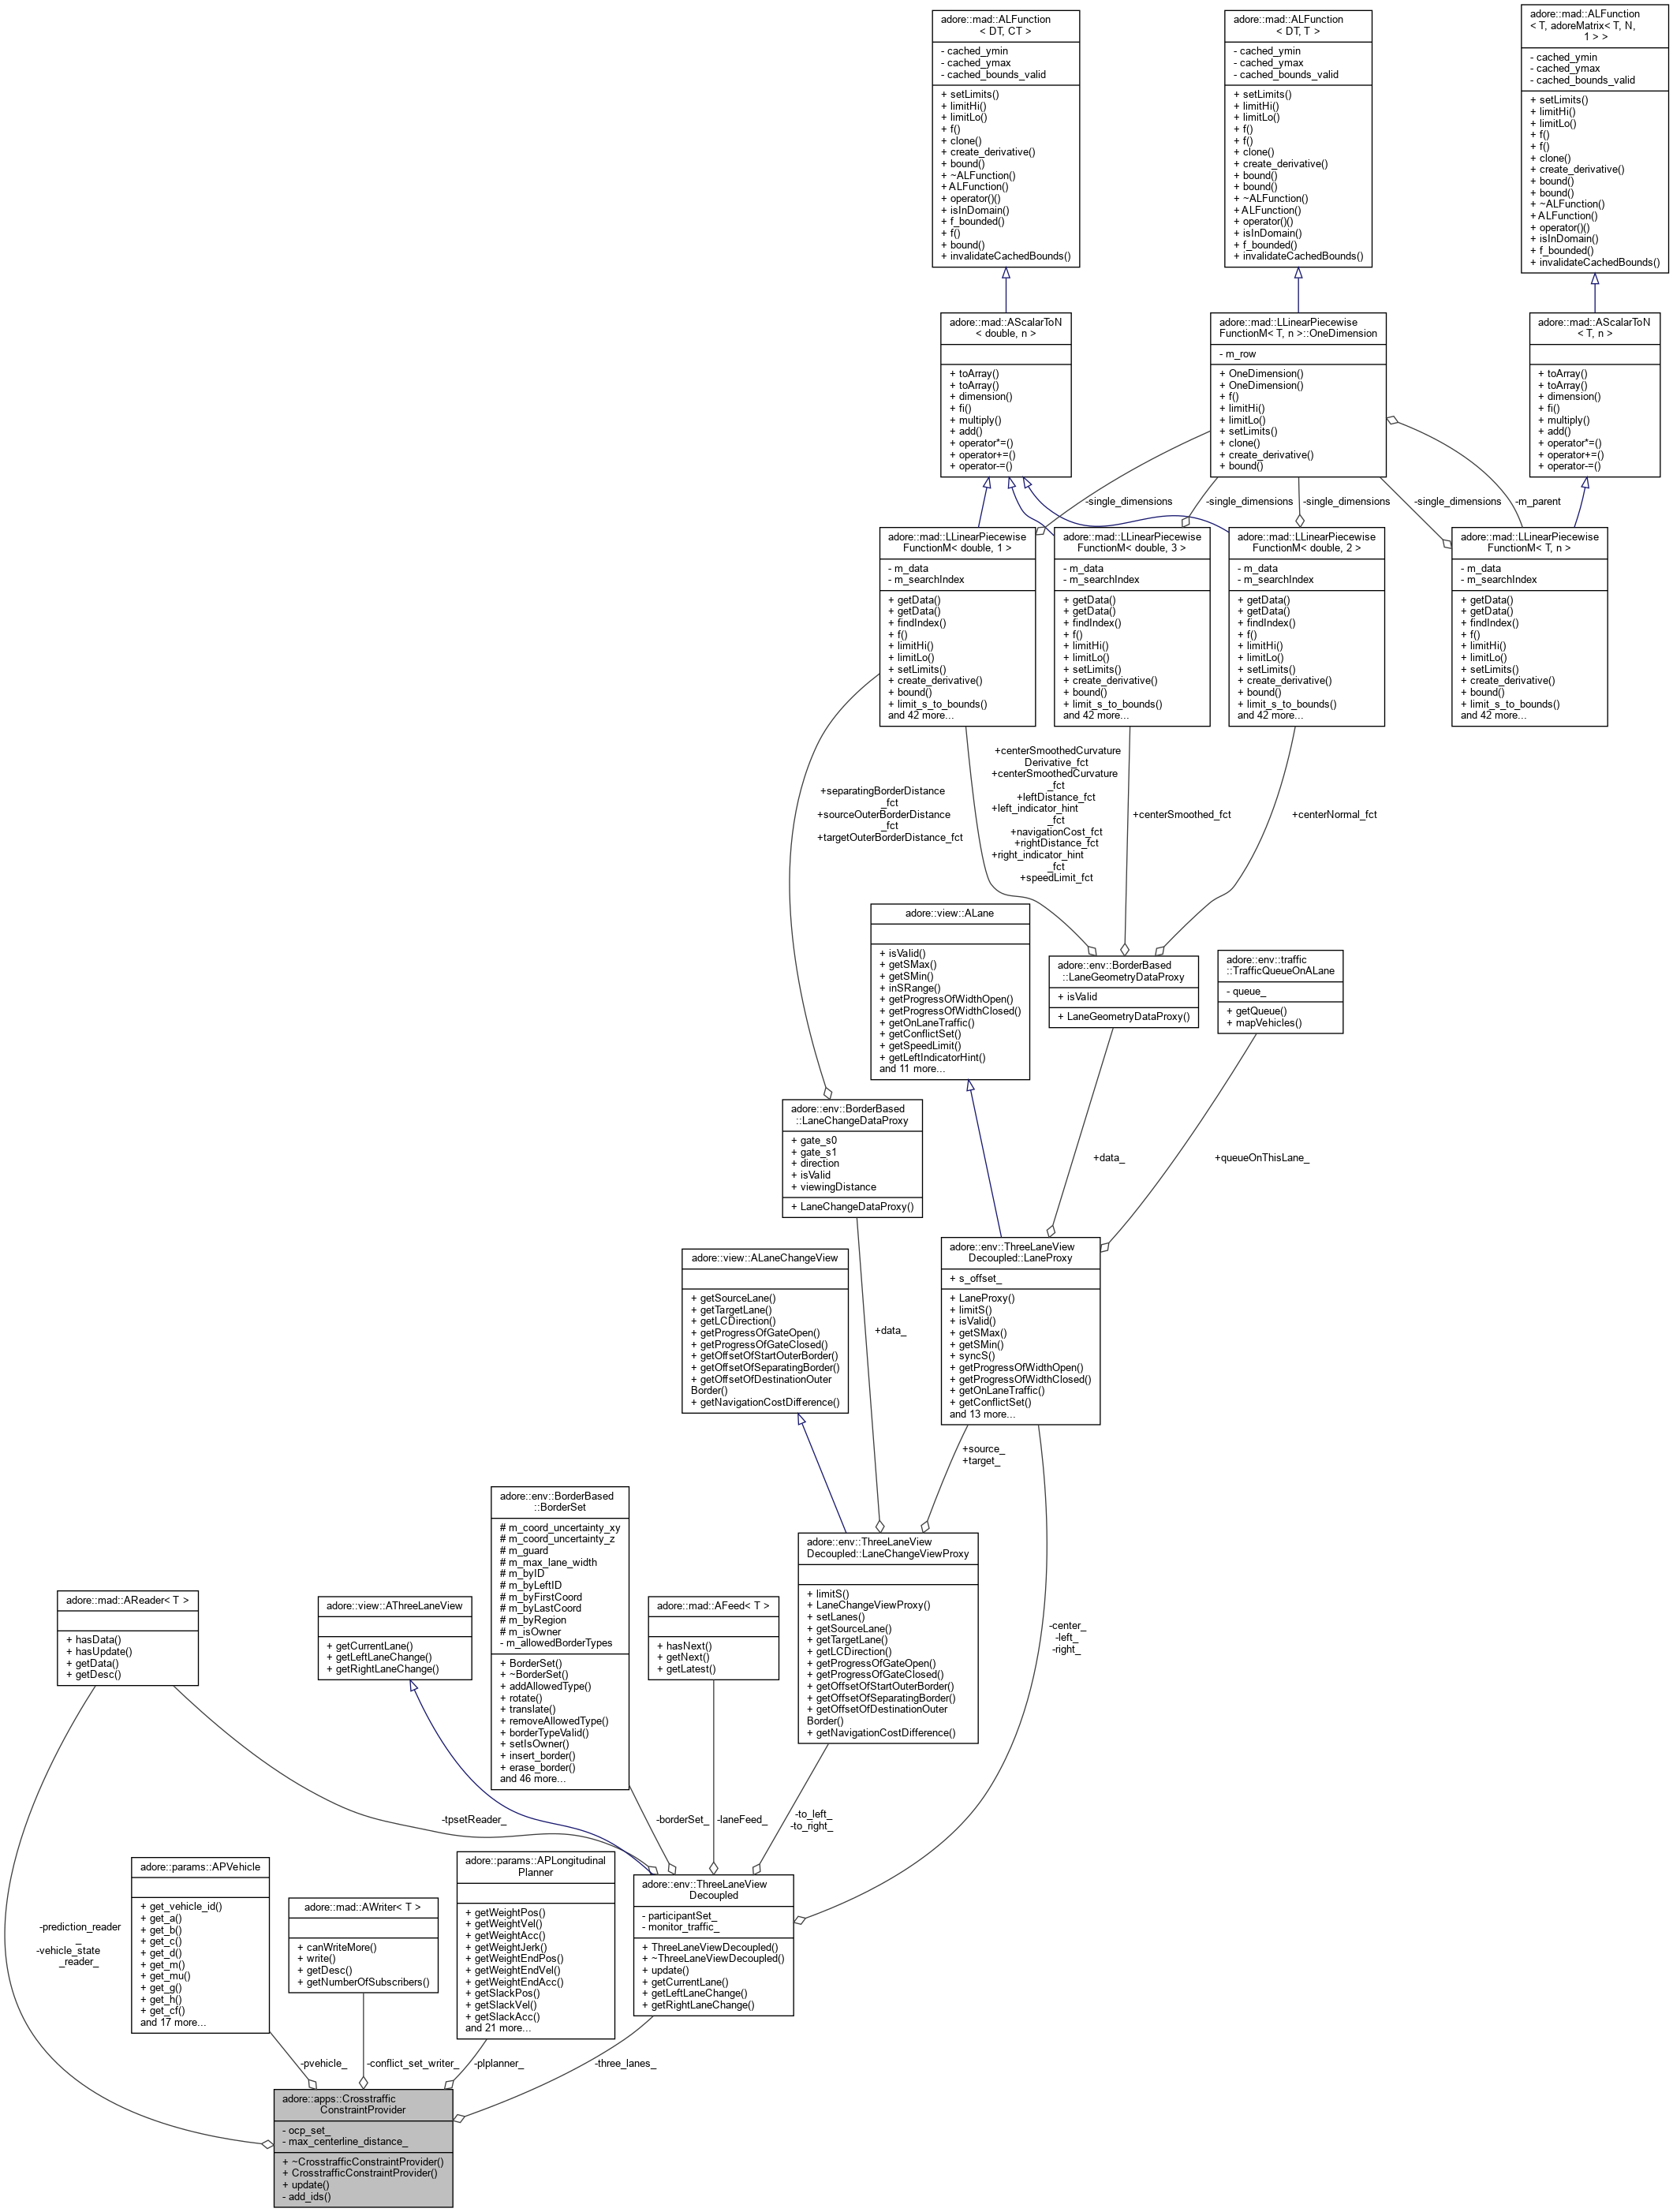 adore::mad::ALFunction
< DT, CT >
- cached_ymin
- cached_ymax
- cached_bounds_valid
+ setLimits()
+ limitHi()
+ limitLo()
+ f()
+ clone()
+ create_derivative()
+ bound()
+ ~ALFunction()
+ ALFunction()
+ operator()()
+ isInDomain()
+ f_bounded()
+ f()
+ bound()
+ invalidateCachedBounds()
adore::mad::ALFunction
< DT, T >
- cached_ymin
- cached_ymax
- cached_bounds_valid
+ setLimits()
+ limitHi()
+ limitLo()
+ f()
+ f()
+ clone()
+ create_derivative()
+ bound()
+ bound()
+ ~ALFunction()
+ ALFunction()
+ operator()()
+ isInDomain()
+ f_bounded()
+ invalidateCachedBounds()
adore::mad::ALFunction
< T, adoreMatrix< T, N,
1 > >
- cached_ymin
- cached_ymax
- cached_bounds_valid
+ setLimits()
+ limitHi()
+ limitLo()
+ f()
+ f()
+ clone()
+ create_derivative()
+ bound()
+ bound()
+ ~ALFunction()
+ ALFunction()
+ operator()()
+ isInDomain()
+ f_bounded()
+ invalidateCachedBounds()
adore::mad::AScalarToN
< double, n >
+ toArray()
+ toArray()
+ dimension()
+ fi()
+ multiply()
+ add()
+ operator*=()
+ operator+=()
+ operator-=()
adore::mad::LLinearPiecewise
FunctionM< T, n >::OneDimension
- m_row
+ OneDimension()
+ OneDimension()
+ f()
+ limitHi()
+ limitLo()
+ setLimits()
+ clone()
+ create_derivative()
+ bound()
adore::mad::AScalarToN
< T, n >
+ toArray()
+ toArray()
+ dimension()
+ fi()
+ multiply()
+ add()
+ operator*=()
+ operator+=()
+ operator-=()
-single_dimensions
-single_dimensions
-single_dimensions
-single_dimensions
-m_parent
adore::mad::LLinearPiecewise
FunctionM< double, 1 >
- m_data
- m_searchIndex
+ getData()
+ getData()
+ findIndex()
+ f()
+ limitHi()
+ limitLo()
+ setLimits()
+ create_derivative()
+ bound()
+ limit_s_to_bounds()
and 42 more...
adore::mad::LLinearPiecewise
FunctionM< double, 3 >
- m_data
- m_searchIndex
+ getData()
+ getData()
+ findIndex()
+ f()
+ limitHi()
+ limitLo()
+ setLimits()
+ create_derivative()
+ bound()
+ limit_s_to_bounds()
and 42 more...
adore::mad::LLinearPiecewise
FunctionM< double, 2 >
- m_data
- m_searchIndex
+ getData()
+ getData()
+ findIndex()
+ f()
+ limitHi()
+ limitLo()
+ setLimits()
+ create_derivative()
+ bound()
+ limit_s_to_bounds()
and 42 more...
adore::mad::LLinearPiecewise
FunctionM< T, n >
- m_data
- m_searchIndex
+ getData()
+ getData()
+ findIndex()
+ f()
+ limitHi()
+ limitLo()
+ setLimits()
+ create_derivative()
+ bound()
+ limit_s_to_bounds()
and 42 more...
+separatingBorderDistance
_fct
+sourceOuterBorderDistance
_fct
+targetOuterBorderDistance_fct
+centerSmoothedCurvature
Derivative_fct
+centerSmoothedCurvature
_fct
+leftDistance_fct
+left_indicator_hint
_fct
+navigationCost_fct
+rightDistance_fct
+right_indicator_hint
_fct
+speedLimit_fct
+centerSmoothed_fct
+centerNormal_fct
adore::view::ALane
+ isValid()
+ getSMax()
+ getSMin()
+ inSRange()
+ getProgressOfWidthOpen()
+ getProgressOfWidthClosed()
+ getOnLaneTraffic()
+ getConflictSet()
+ getSpeedLimit()
+ getLeftIndicatorHint()
and 11 more...
adore::env::BorderBased
::LaneGeometryDataProxy
+ isValid
+ LaneGeometryDataProxy()
adore::env::traffic
::TrafficQueueOnALane
- queue_
+ getQueue()
+ mapVehicles()
adore::env::BorderBased
::LaneChangeDataProxy
+ gate_s0
+ gate_s1
+ direction
+ isValid
+ viewingDistance
+ LaneChangeDataProxy()
+data_
+queueOnThisLane_
adore::view::ALaneChangeView
+ getSourceLane()
+ getTargetLane()
+ getLCDirection()
+ getProgressOfGateOpen()
+ getProgressOfGateClosed()
+ getOffsetOfStartOuterBorder()
+ getOffsetOfSeparatingBorder()
+ getOffsetOfDestinationOuter
Border()
+ getNavigationCostDifference()
+data_
adore::env::ThreeLaneView
Decoupled::LaneProxy
+ s_offset_
+ LaneProxy()
+ limitS()
+ isValid()
+ getSMax()
+ getSMin()
+ syncS()
+ getProgressOfWidthOpen()
+ getProgressOfWidthClosed()
+ getOnLaneTraffic()
+ getConflictSet()
and 13 more...
+source_
+target_
adore::env::BorderBased
::BorderSet
# m_coord_uncertainty_xy
# m_coord_uncertainty_z
# m_guard
# m_max_lane_width
# m_byID
# m_byLeftID
# m_byFirstCoord
# m_byLastCoord
# m_byRegion
# m_isOwner
- m_allowedBorderTypes
+ BorderSet()
+ ~BorderSet()
+ addAllowedType()
+ rotate()
+ translate()
+ removeAllowedType()
+ borderTypeValid()
+ setIsOwner()
+ insert_border()
+ erase_border()
and 46 more...
adore::env::ThreeLaneView
Decoupled::LaneChangeViewProxy
+ limitS()
+ LaneChangeViewProxy()
+ setLanes()
+ getSourceLane()
+ getTargetLane()
+ getLCDirection()
+ getProgressOfGateOpen()
+ getProgressOfGateClosed()
+ getOffsetOfStartOuterBorder()
+ getOffsetOfSeparatingBorder()
+ getOffsetOfDestinationOuter
Border()
+ getNavigationCostDifference()
adore::mad::AReader< T >
+ hasData()
+ hasUpdate()
+ getData()
+ getDesc()
adore::view::AThreeLaneView
+ getCurrentLane()
+ getLeftLaneChange()
+ getRightLaneChange()
adore::mad::AFeed< T >
+ hasNext()
+ getNext()
+ getLatest()
-center_
-left_
-right_
-tpsetReader_
-borderSet_
-laneFeed_
-to_left_
-to_right_
adore::params::APVehicle
+ get_vehicle_id()
+ get_a()
+ get_b()
+ get_c()
+ get_d()
+ get_m()
+ get_mu()
+ get_g()
+ get_h()
+ get_cf()
and 17 more...
adore::mad::AWriter< T >
+ canWriteMore()
+ write()
+ getDesc()
+ getNumberOfSubscribers()
adore::params::APLongitudinal
Planner
+ getWeightPos()
+ getWeightVel()
+ getWeightAcc()
+ getWeightJerk()
+ getWeightEndPos()
+ getWeightEndVel()
+ getWeightEndAcc()
+ getSlackPos()
+ getSlackVel()
+ getSlackAcc()
and 21 more...
adore::env::ThreeLaneView
Decoupled
- participantSet_
- monitor_traffic_
+ ThreeLaneViewDecoupled()
+ ~ThreeLaneViewDecoupled()
+ update()
+ getCurrentLane()
+ getLeftLaneChange()
+ getRightLaneChange()
-prediction_reader
_
-vehicle_state
_reader_
-pvehicle_
-conflict_set_writer_
-plplanner_
-three_lanes_
adore::apps::Crosstraffic
ConstraintProvider
- ocp_set_
- max_centerline_distance_
+ ~CrosstrafficConstraintProvider()
+ CrosstrafficConstraintProvider()
+ update()
- add_ids()